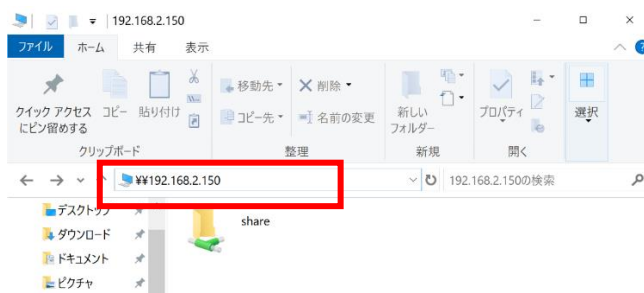 192.168.2.150
ファイル ホーム 共有 表示
クイック アクセス
にピン留めする
コピー
貼り付け
移動先
コピー先
削除
名前の変更
新しい
フォルダー
プロパティ
選択
クリップボード 整理 新規 開く
¥¥192.168.2.150
192.168.2.150の検索
デスクトップ
ダウンロード
ドキュメント
ピクチャ
share